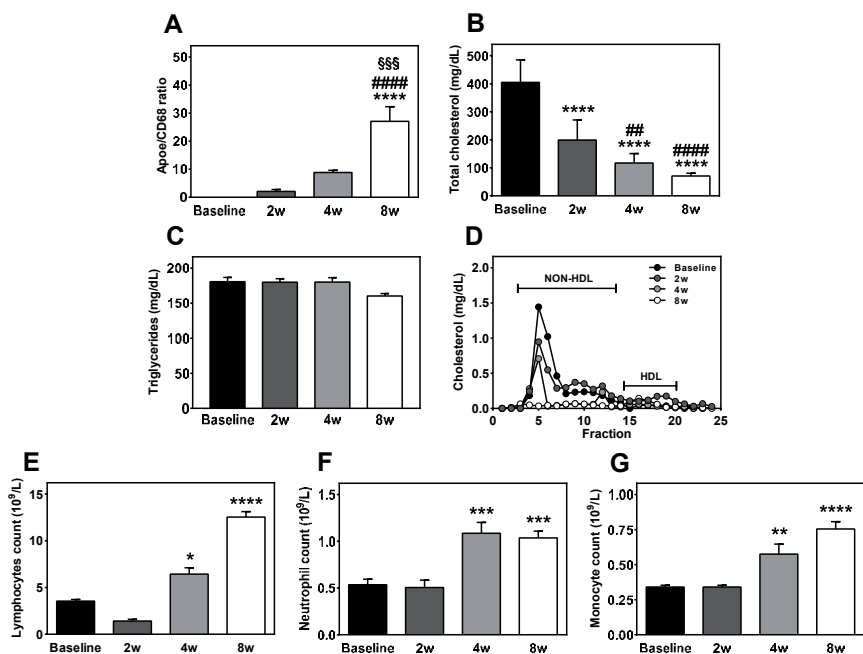 A
Apoe/CD68 ratio
50
40
30
20
10
0
§§§
####
****
Baseline 2w 4w 8w
B
Total cholesterol (mg/dL)
500
400
300
200
100
0
****
##
****
####
****
Baseline 2w 4w 8w
C
Triglycerides (mg/dL)
200
150
100
50
0
Baseline 2w 4w 8w
D
Cholesterol (mg/dL)
2.0
1.5
1.0
0.5
0.0
NON-HDL
HDL
Baseline
2w
4w
8w
0 5 10 15 20 25
Fraction
E
Lymphocytes count (10⁹/L)
15
10
5
0
*
****
Baseline 2w 4w 8w
F
Neutrophil count (10⁹/L)
1.5
1.0
0.5
0.0
***
***
Baseline 2w 4w 8w
G
Monocyte count (10⁹/L)
1.00
0.75
0.50
0.25
0.00
**
****
Baseline 2w 4w 8w